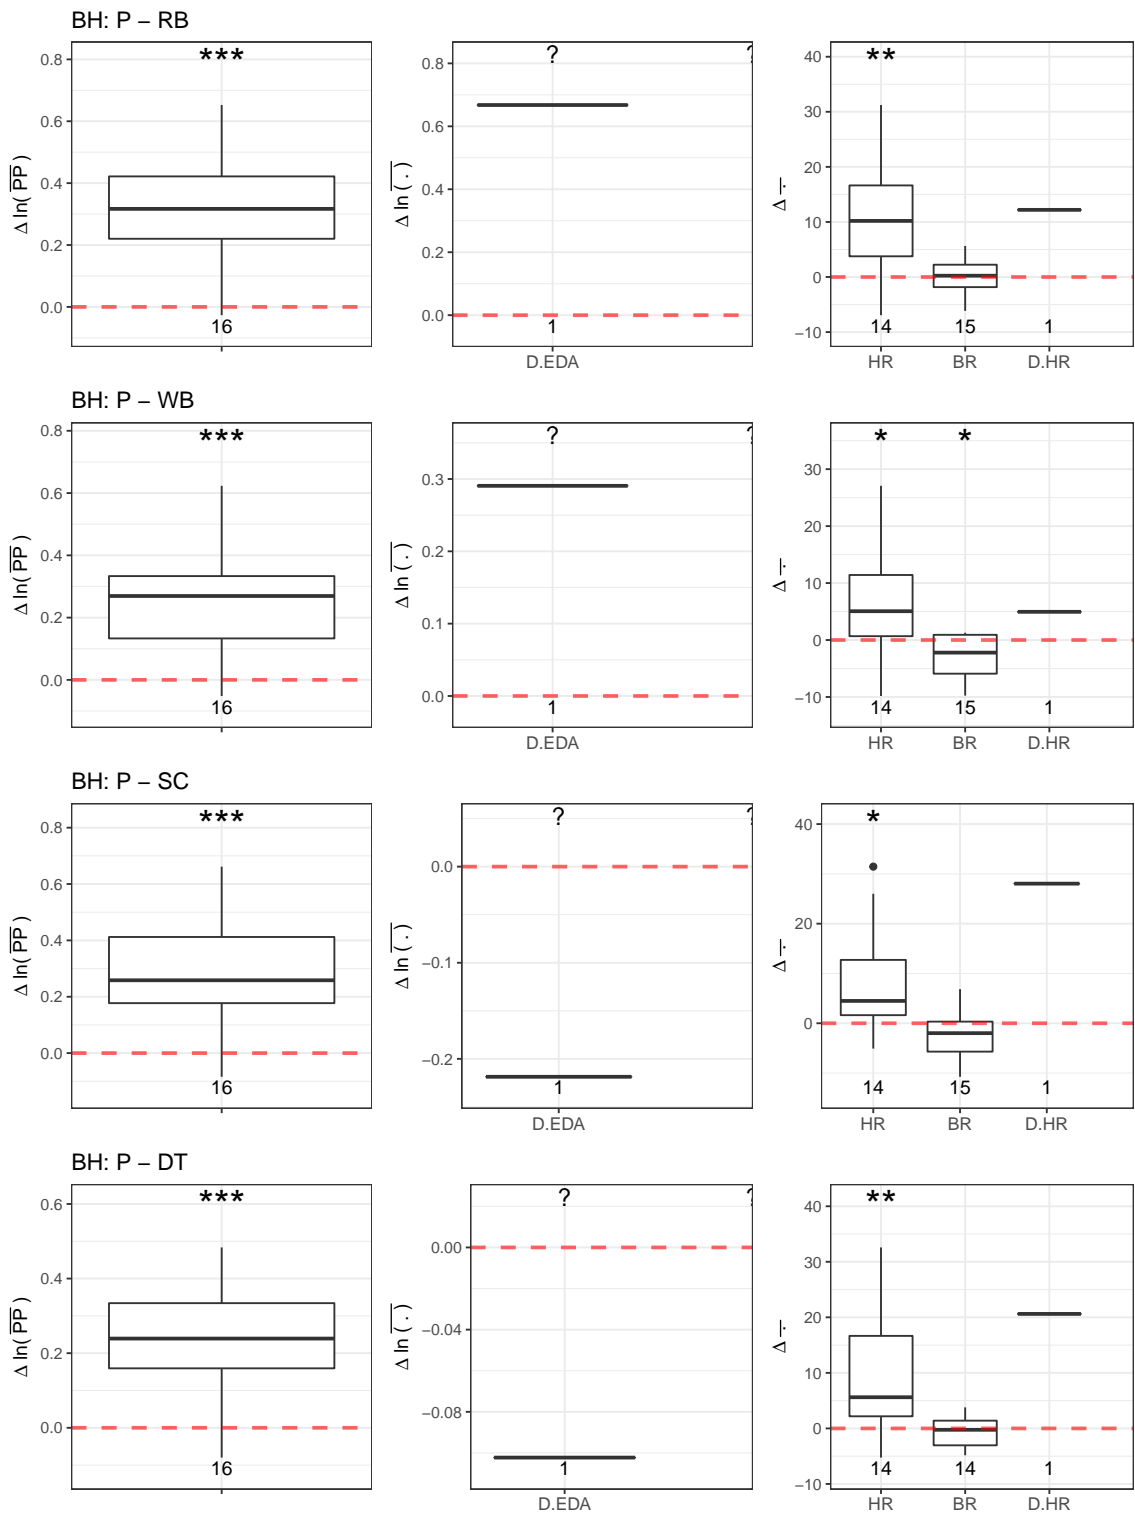 BH: P − RB
Δ ln( PP )
0.8
0.6
0.4
0.2
0.0
***
16
Δ ln ( . )
0.8
0.6
0.4
0.2
0.0
? ?
1
D.EDA
Δ .
40
30
20
10
0
−10
**
14 15 1
HR BR D.HR
BH: P − WB
Δ ln( PP )
0.8
0.6
0.4
0.2
0.0
***
16
Δ ln ( . )
0.3
0.2
0.1
0.0
? ?
1
D.EDA
Δ .
30
20
10
0
−10
* *
14 15 1
HR BR D.HR
BH: P − SC
Δ ln( PP )
0.8
0.6
0.4
0.2
0.0
***
16
Δ ln ( . )
0.0
−0.1
−0.2
? ?
1
D.EDA
Δ .
40
20
0
*
14 15 1
HR BR D.HR
BH: P − DT
Δ ln( PP )
0.6
0.4
0.2
0.0
***
16
Δ ln ( . )
0.00
−0.04
−0.08
? ?
1
D.EDA
Δ .
40
30
20
10
0
−10
**
14 14 1
HR BR D.HR